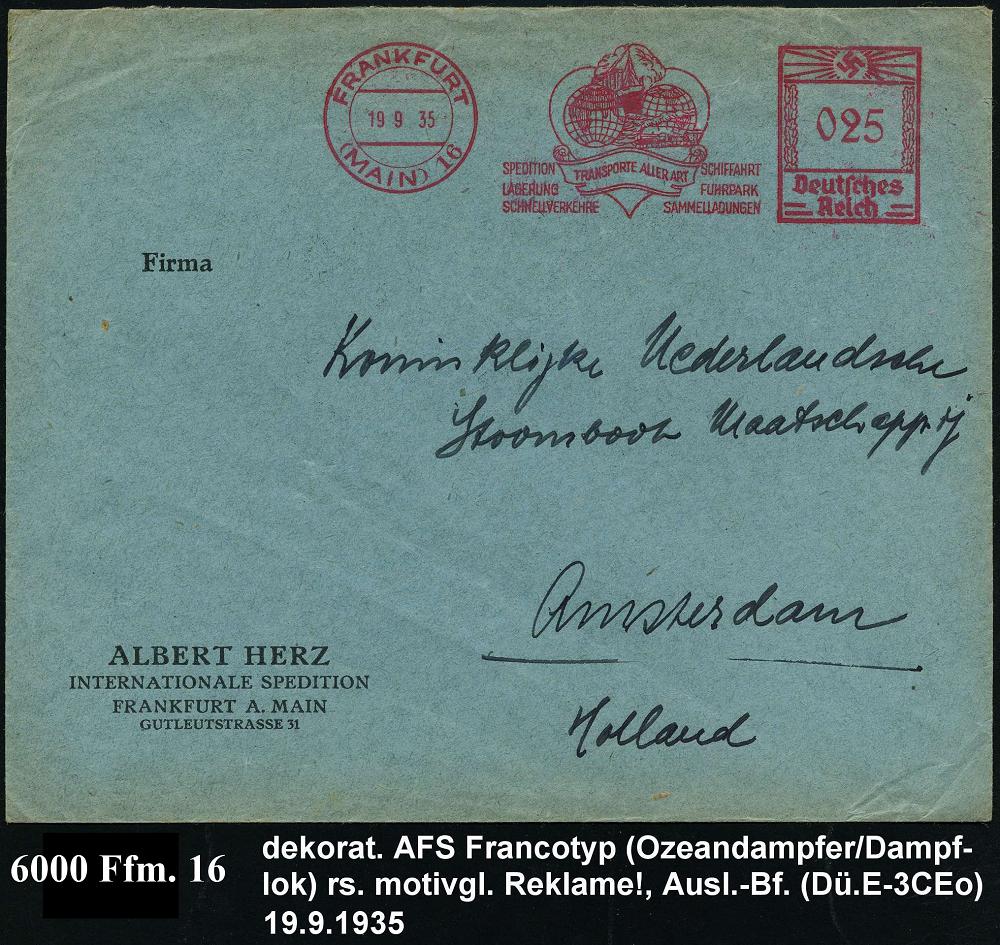 FRANKFURT
19 9 35
(MAIN) 16
TRANSPORTE ALLER ART
SPEDITION SCHIFFAHRT
LAGERUNG FUHRPARK
SCHNELLVERKEHRE SAMMELLADUNGEN
025
Deutsches
Reich
Firma
Koninklijke Nederlandsche
Stoomboot Maatschappij
Amsterdam
Holland
ALBERT HERZ
INTERNATIONALE SPEDITION
FRANKFURT A. MAIN
GUTLEUTSTRASSE 31
6000 Ffm. 16
dekorat. AFS Francotyp (Ozeandampfer/Dampf-
lok) rs. motivgl. Reklame!, Ausl.-Bf. (Dü.E-3CEo)
19.9.1935